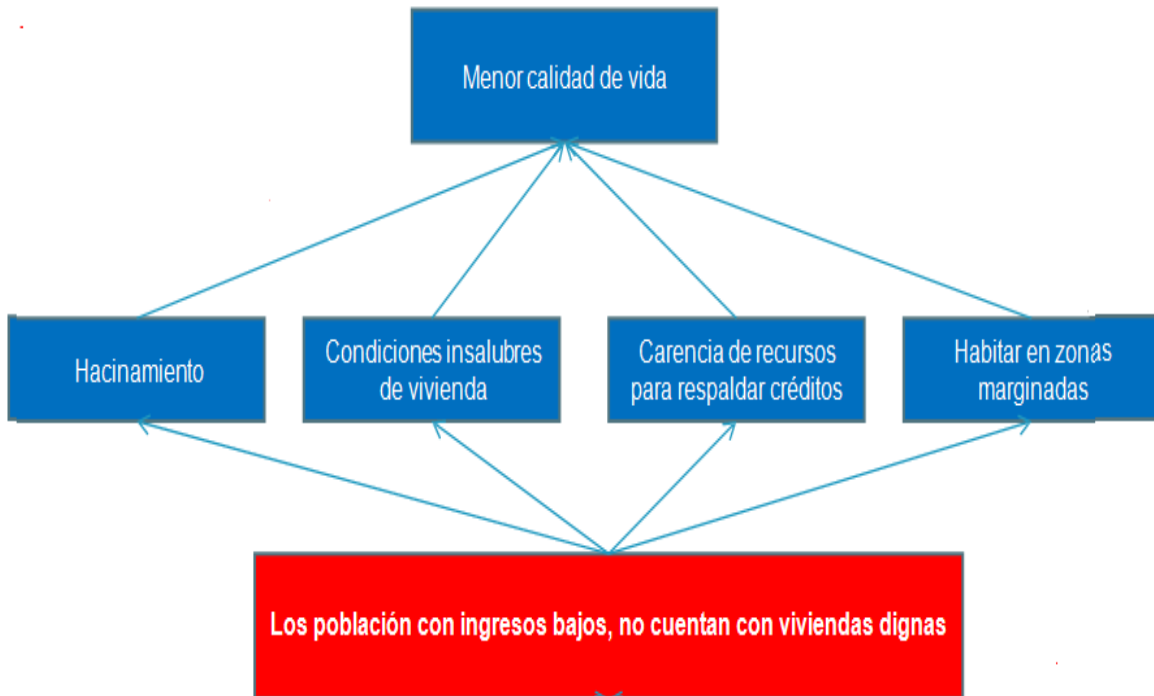 Menor calidad de vida
Hacinamiento
Condiciones insalubres
de vivienda
Carencia de recursos
para respaldar créditos
Habitar en zonas
marginadas
Los población con ingresos bajos, no cuentan con viviendas dignas